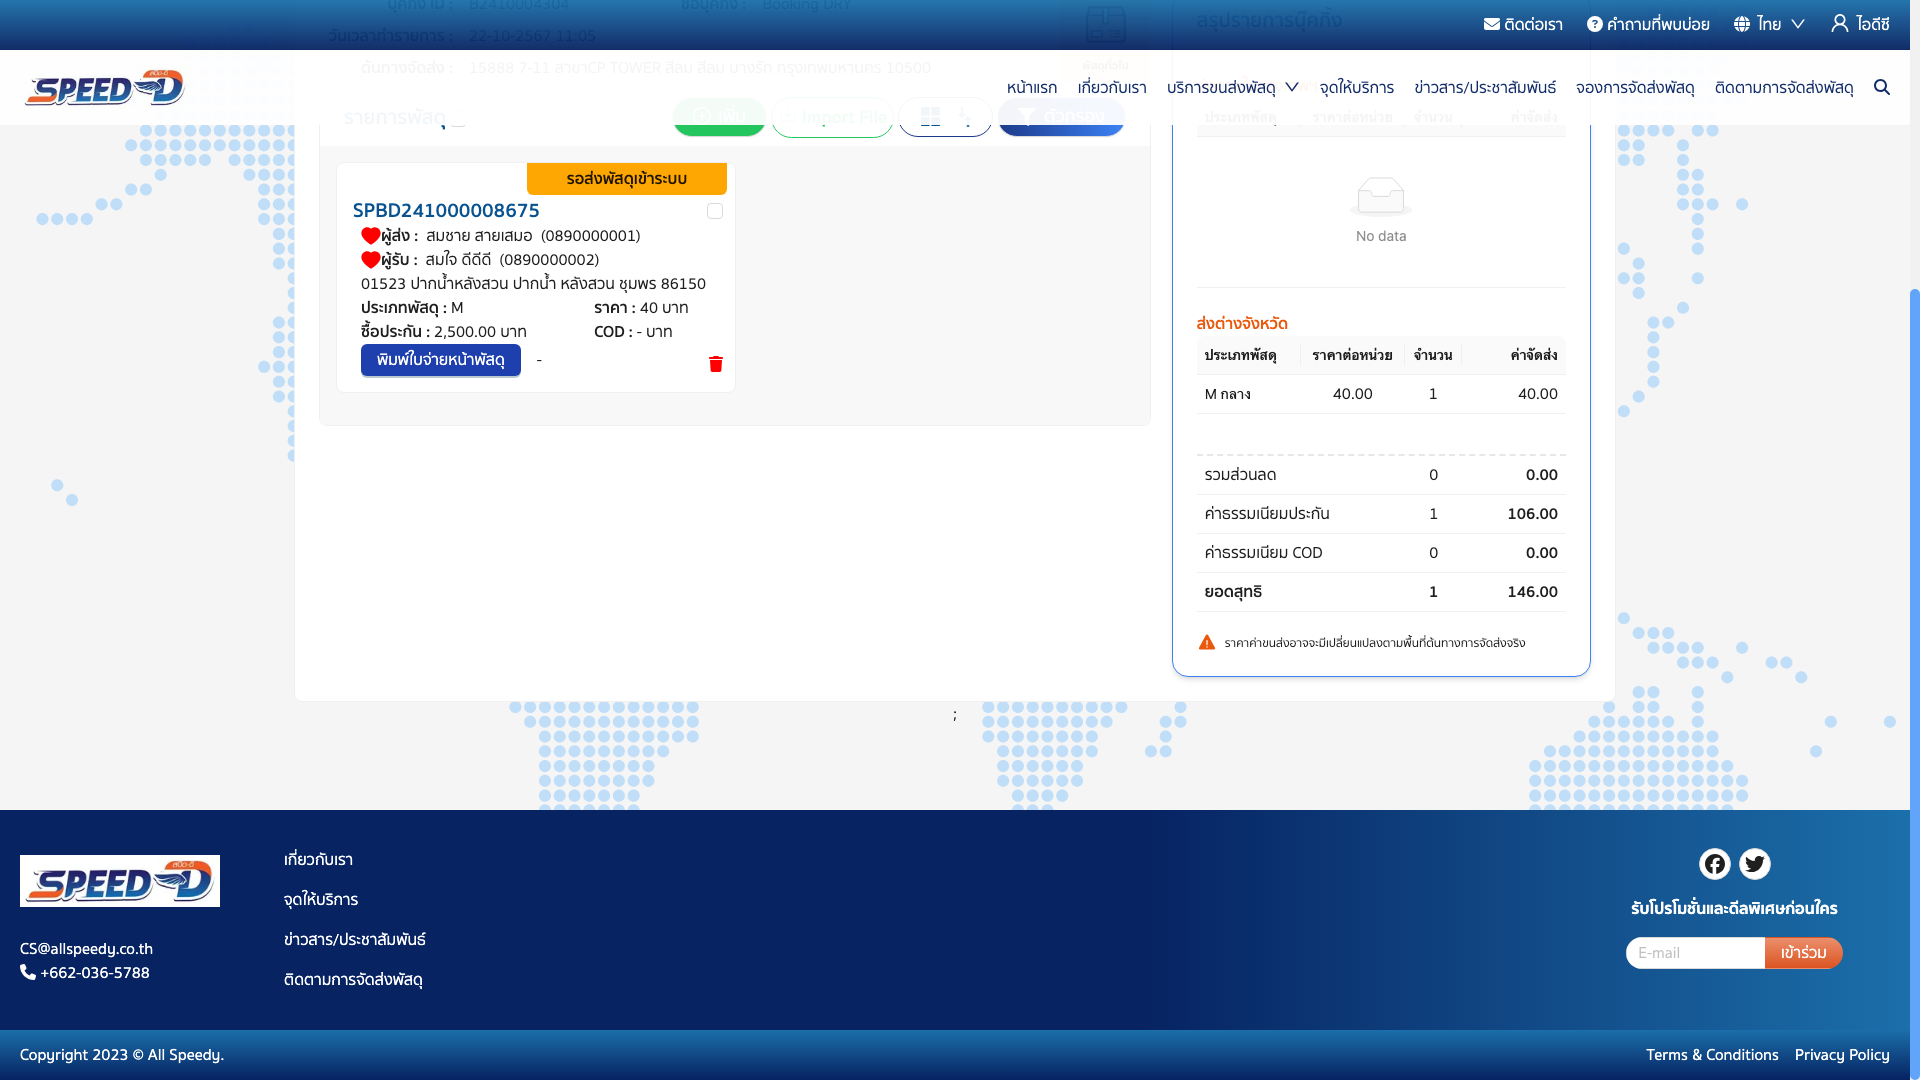 ติดต่อเรา
คำถามที่พบบ่อย
ไทย
ไอดีซี
บุ๊คกิ้ง ID : B2410004304 ชื่อบุ๊คกิ้ง : Booking DRY
วันเวลาทำรายการ : 22-10-2567 11:05
ต้นทางจัดส่ง : 15888 7-11 สาขาCP TOWER สีลม สีลม บางรัก กรุงเทพมหานคร 10500
สรุปรายการบุ๊คกิ้ง
SPEED-D
หน้าแรก
เกี่ยวกับเรา
บริการขนส่งพัสดุ
จุดให้บริการ
ข่าวสาร/ประชาสัมพันธ์
จองการจัดส่งพัสดุ
ติดตามการจัดส่งพัสดุ
รายการพัสดุ
เพิ่ม
Import File
ประเภทพัสดุ ราคาต่อหน่วย จำนวน ค่าจัดส่ง
No data
รอส่งพัสดุเข้าระบบ
SPBD241000008675
ผู้ส่ง : สมชาย สายเสมอ (0890000001)
ผู้รับ : สมใจ ดีดีดี (0890000002)
01523 ปากน้ำหลังสวน ปากน้ำ หลังสวน ชุมพร 86150
ประเภทพัสดุ : M ราคา : 40 บาท
ซื้อประกัน : 2,500.00 บาท COD : - บาท
พิมพ์ใบจ่ายหน้าพัสดุ -
ส่งต่างจังหวัด
ประเภทพัสดุ ราคาต่อหน่วย จำนวน ค่าจัดส่ง
M กลาง 40.00 1 40.00
รวมส่วนลด 0 0.00
ค่าธรรมเนียมประกัน 1 106.00
ค่าธรรมเนียม COD 0 0.00
ยอดสุทธิ 1 146.00
ราคาค่าขนส่งอาจจะมีเปลี่ยนแปลงตามพื้นที่ต้นทางการจัดส่งจริง
;
สปีด-ดี
SPEED-D
CS@allspeedy.co.th
+662-036-5788
เกี่ยวกับเรา
จุดให้บริการ
ข่าวสาร/ประชาสัมพันธ์
ติดตามการจัดส่งพัสดุ
รับโปรโมชั่นและดีลพิเศษก่อนใคร
E-mail เข้าร่วม
Copyright 2023 © All Speedy.
Terms & Conditions Privacy Policy